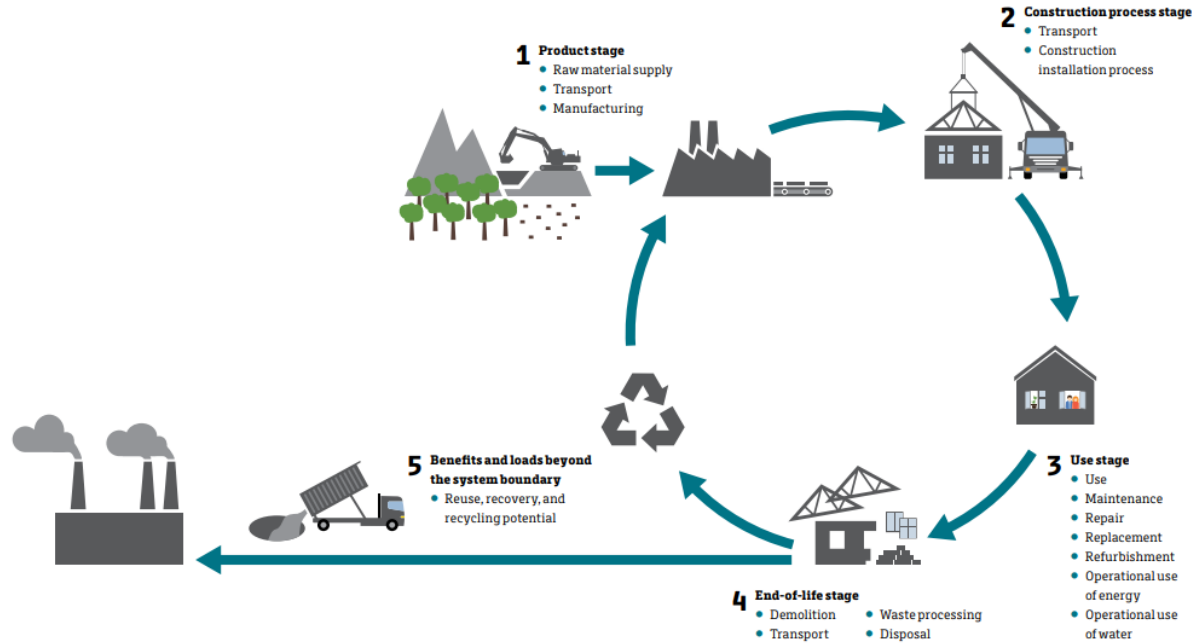 1 Product stage
• Raw material supply
• Transport
• Manufacturing
2 Construction process stage
• Transport
• Construction
installation process
3 Use stage
• Use
• Maintenance
• Repair
• Replacement
• Refurbishment
• Operational use
of energy
• Operational use
of water
4 End-of-life stage
• Demolition
• Transport
• Waste processing
• Disposal
5 Benefits and loads beyond
the system boundary
• Reuse, recovery, and
recycling potential